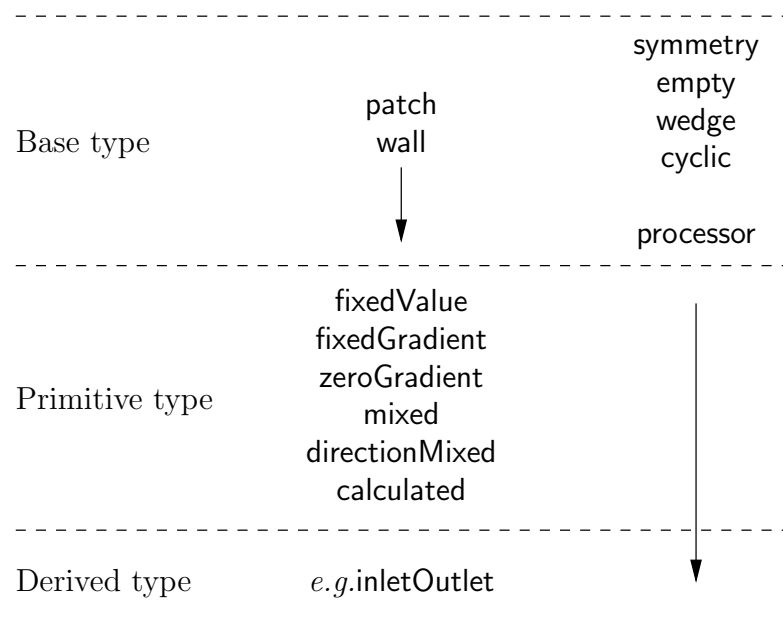 symmetry
empty
patch
wedge
Base type
wall
cyclic
processor
fixedValue
fixedGradient
zeroGradient
Primitive type
mixed
directionMixed
calculated
Derived type
e.g.inletOutlet